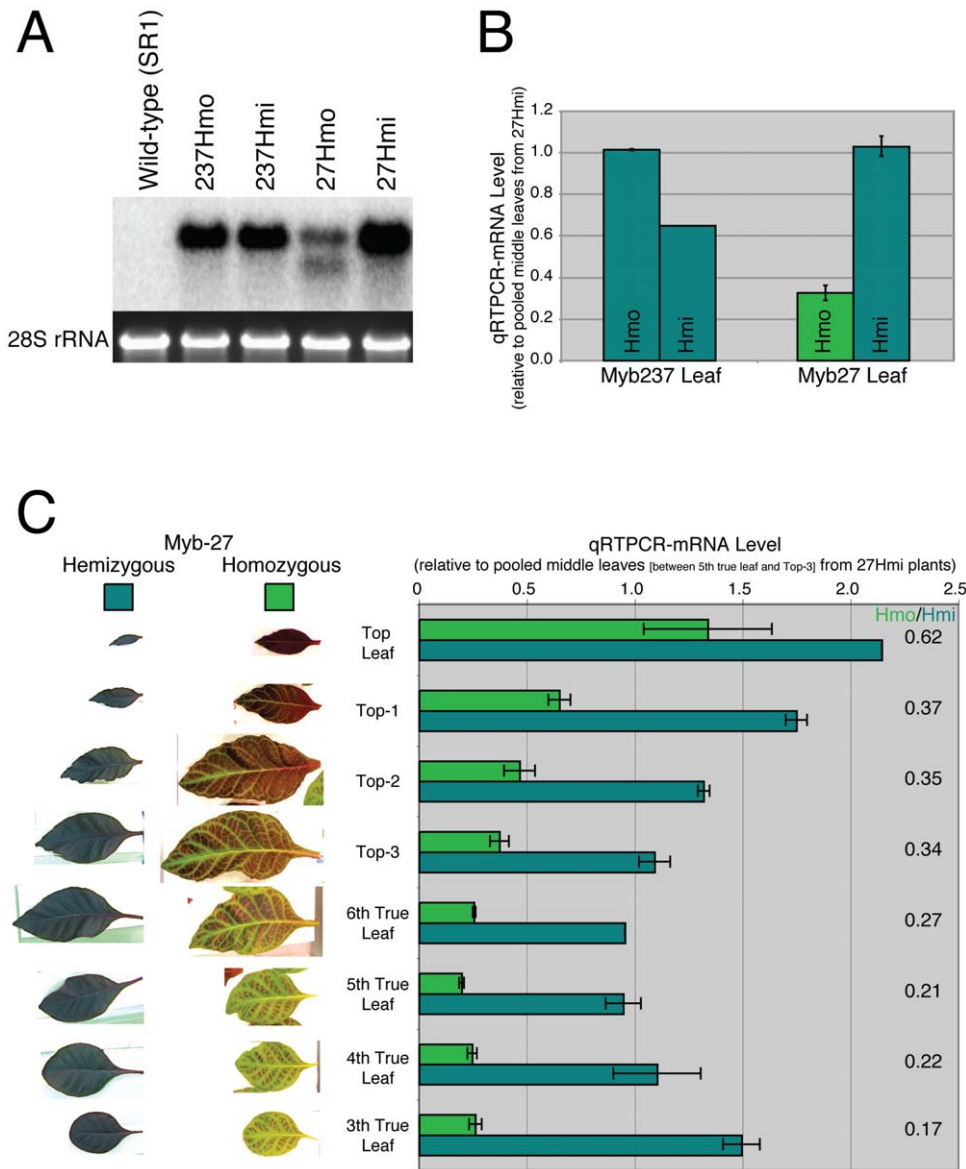 A
Wild-type (SR1)
237Hmo
237Hmi
27Hmo
27Hmi
28S rRNA
B
qRTPCR-mRNA Level
(relative to pooled middle leaves from 27Hmi)
1.2
1.0
0.8
0.6
0.4
0.2
0.0
Hmo
Hmi
Hmo
Hmi
Myb237 Leaf
Myb27 Leaf
C
Myb-27
Hemizygous
Homozygous
qRTPCR-mRNA Level
(relative to pooled middle leaves [between 5th true leaf and Top-3] from 27Hmi plants)
0
0.5
1.0
1.5
2.0
2.5
Hmo/Hmi
Top
Leaf
0.62
Top-1
0.37
Top-2
0.35
Top-3
0.34
6th True
Leaf
0.27
5th True
Leaf
0.21
4th True
Leaf
0.22
3th True
Leaf
0.17